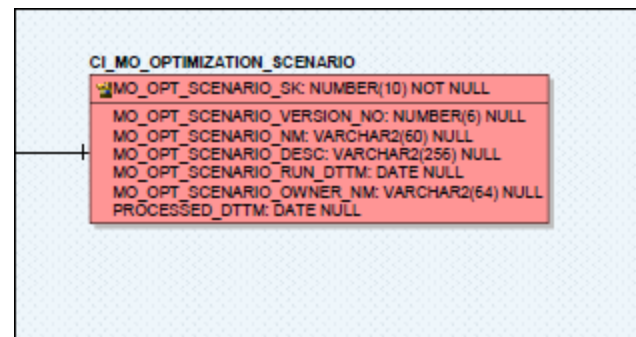 CI_MO_OPTIMIZATION_SCENARIO
MO_OPT_SCENARIO_SK: NUMBER(10) NOT NULL
MO_OPT_SCENARIO_VERSION_NO: NUMBER(6) NULL
MO_OPT_SCENARIO_NM: VARCHAR2(60) NULL
MO_OPT_SCENARIO_DESC: VARCHAR2(256) NULL
MO_OPT_SCENARIO_RUN_DTTM: DATE NULL
MO_OPT_SCENARIO_OWNER_NM: VARCHAR2(64) NULL
PROCESSED_DTTM: DATE NULL